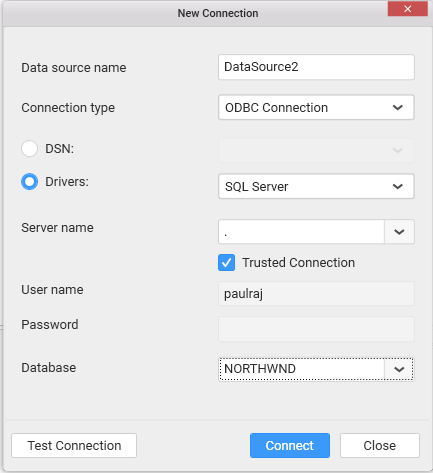 New Connection
Data source name DataSource2
Connection type ODBC Connection
DSN:
Drivers: SQL Server
Server name .
Trusted Connection
User name paulraj
Password
Database NORTHWND
Test Connection Connect Close